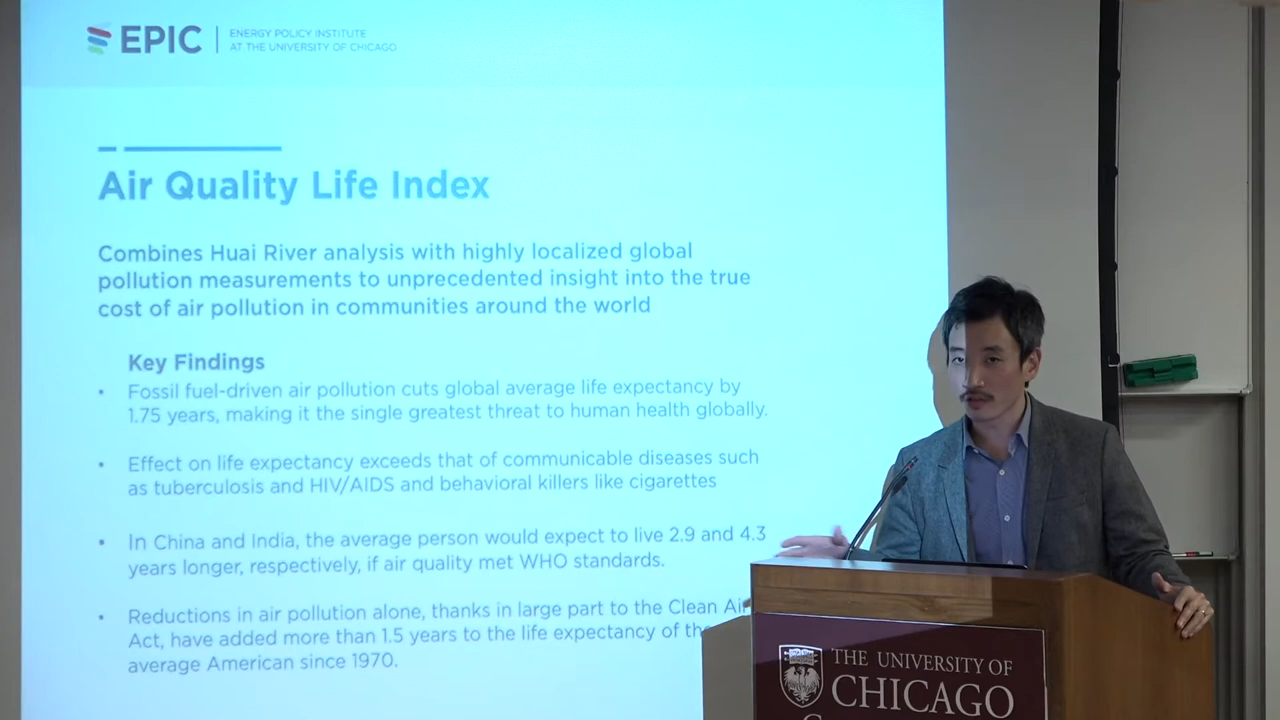 EPIC
ENERGY POLICY INSTITUTE
AT THE UNIVERSITY OF CHICAGO
Air Quality Life Index
Combines Huai River analysis with highly localized global
pollution measurements to unprecedented insight into the true
cost of air pollution in communities around the world
Key Findings
• Fossil fuel-driven air pollution cuts global average life expectancy by
1.75 years, making it the single greatest threat to human health globally.
• Effect on life expectancy exceeds that of communicable diseases such
as tuberculosis and HIV/AIDS and behavioral killers like cigarettes
• In China and India, the average person would expect to live 2.9 and 4.3
years longer, respectively, if air quality met WHO standards.
• Reductions in air pollution alone, thanks in large part to the Clean Air
Act, have added more than 1.5 years to the life expectancy of the
average American since 1970.
THE UNIVERSITY OF
CHICAGO